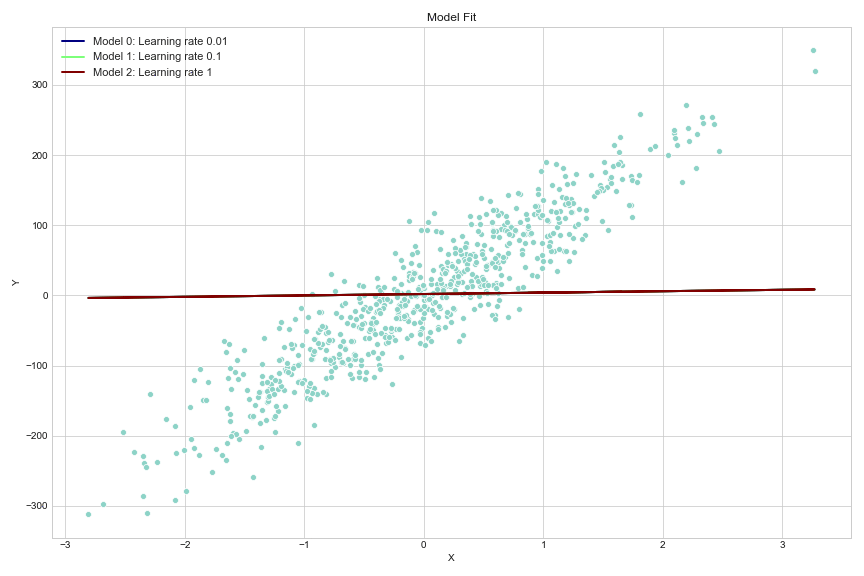 Model Fit
Model 0: Learning rate 0.01
Model 1: Learning rate 0.1
Model 2: Learning rate 1
300
200
100
0
−100
−200
−300
Y
−3 −2 −1 0 1 2 3
X